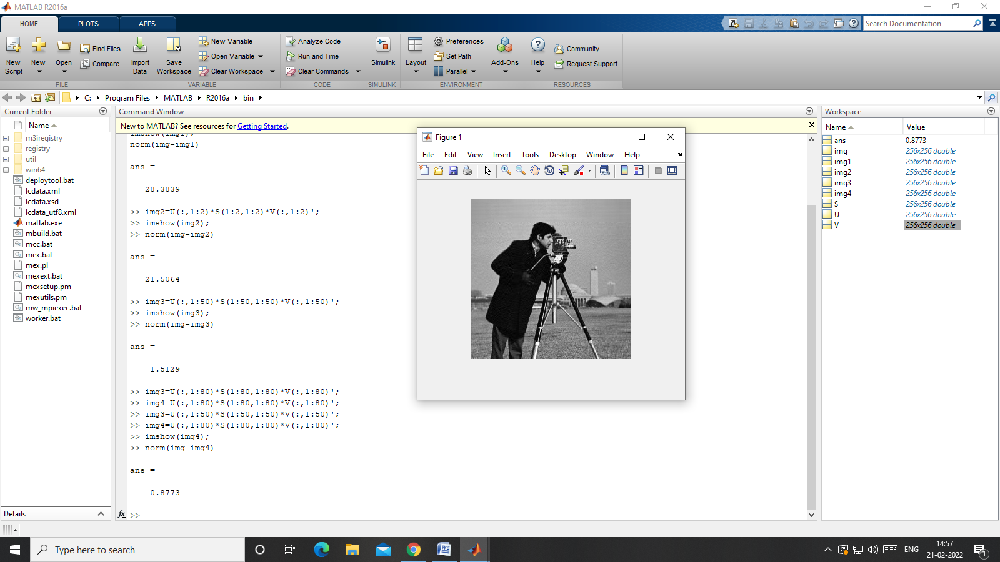 MATLAB R2016a
HOME PLOTS APPS
Search Documentation
New Script
New
Open
Find Files
Compare
Import Data
Save Workspace
New Variable
Open Variable
Clear Workspace
Analyze Code
Run and Time
Clear Commands
Simulink
Layout
Preferences
Set Path
Parallel
Add-Ons
Help
Community
Request Support
FILE VARIABLE CODE SIMULINK ENVIRONMENT RESOURCES
C: Program Files MATLAB R2016a bin
Current Folder
Name
m3iregistry
registry
util
win64
deploytool.bat
lcdata.xml
lcdata.xsd
lcdata_utf8.xml
matlab.exe
mbuild.bat
mcc.bat
mex.bat
mex.pl
mexext.bat
mexsetup.pm
mexutils.pm
mw_mpiexec.bat
worker.bat
Details
Command Window
New to MATLAB? See resources for Getting Started.
imshow(img1);
norm(img-img1)
ans =
28.3839
>> img2=U(:,1:2)*S(1:2,1:2)*V(:,1:2)';
>> imshow(img2);
>> norm(img-img2)
ans =
21.5064
>> img3=U(:,1:50)*S(1:50,1:50)*V(:,1:50)';
>> imshow(img3);
>> norm(img-img3)
ans =
1.5129
>> img3=U(:,1:80)*S(1:80,1:80)*V(:,1:80)';
>> img4=U(:,1:80)*S(1:80,1:80)*V(:,1:80)';
>> img3=U(:,1:50)*S(1:50,1:50)*V(:,1:50)';
>> img4=U(:,1:80)*S(1:80,1:80)*V(:,1:80)';
>> imshow(img4);
>> norm(img-img4)
ans =
0.8773
fx >>
Figure 1
File Edit View Insert Tools Desktop Window Help
Workspace
Name Value
ans 0.8773
img 256x256 double
img1 256x256 double
img2 256x256 double
img3 256x256 double
img4 256x256 double
S 256x256 double
U 256x256 double
V 256x256 double
Type here to search
ENG
14:57
21-02-2022
1